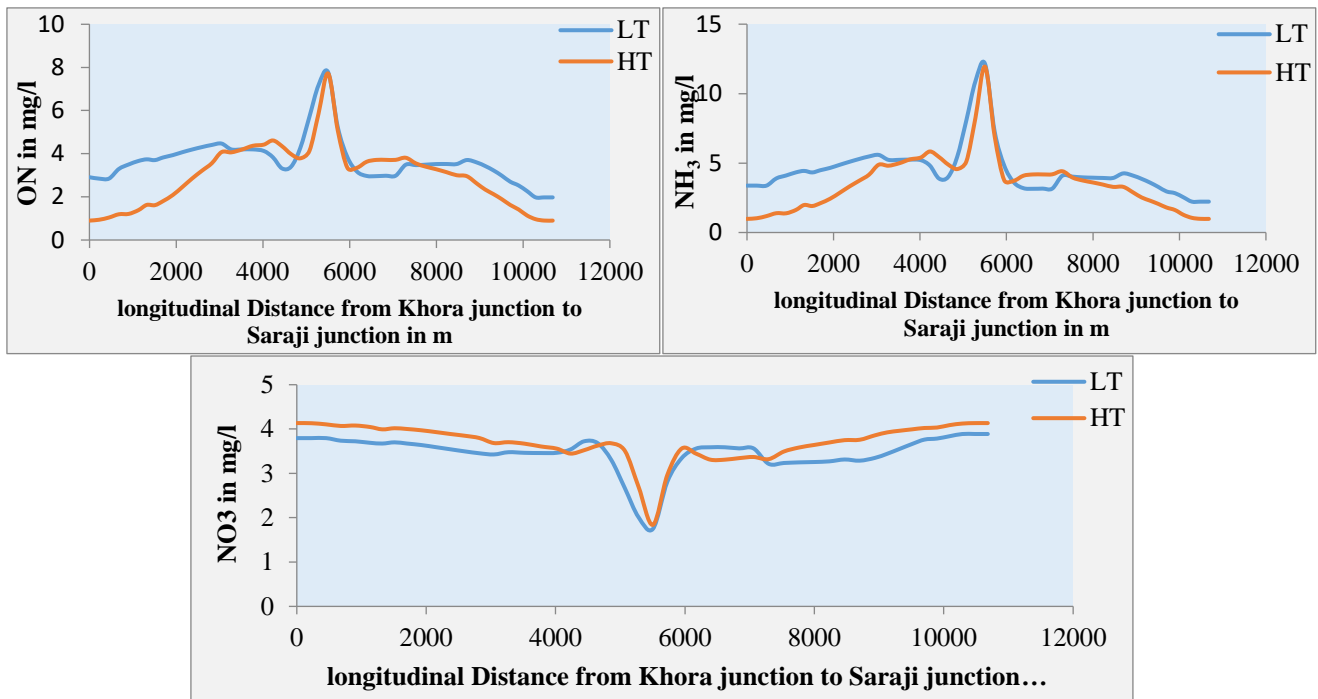 10
8
6
4
2
0
ON in mg/l
LT
HT
0 2000 4000 6000 8000 10000 12000
longitudinal Distance from Khora junction to
Saraji junction in m
15
10
5
0
NH₃ in mg/l
LT
HT
0 2000 4000 6000 8000 10000 12000
longitudinal Distance from Khora junction to
Saraji junction in m
5
4
3
2
1
0
NO3 in mg/l
LT
HT
0 2000 4000 6000 8000 10000 12000
longitudinal Distance from Khora junction to Saraji junction…